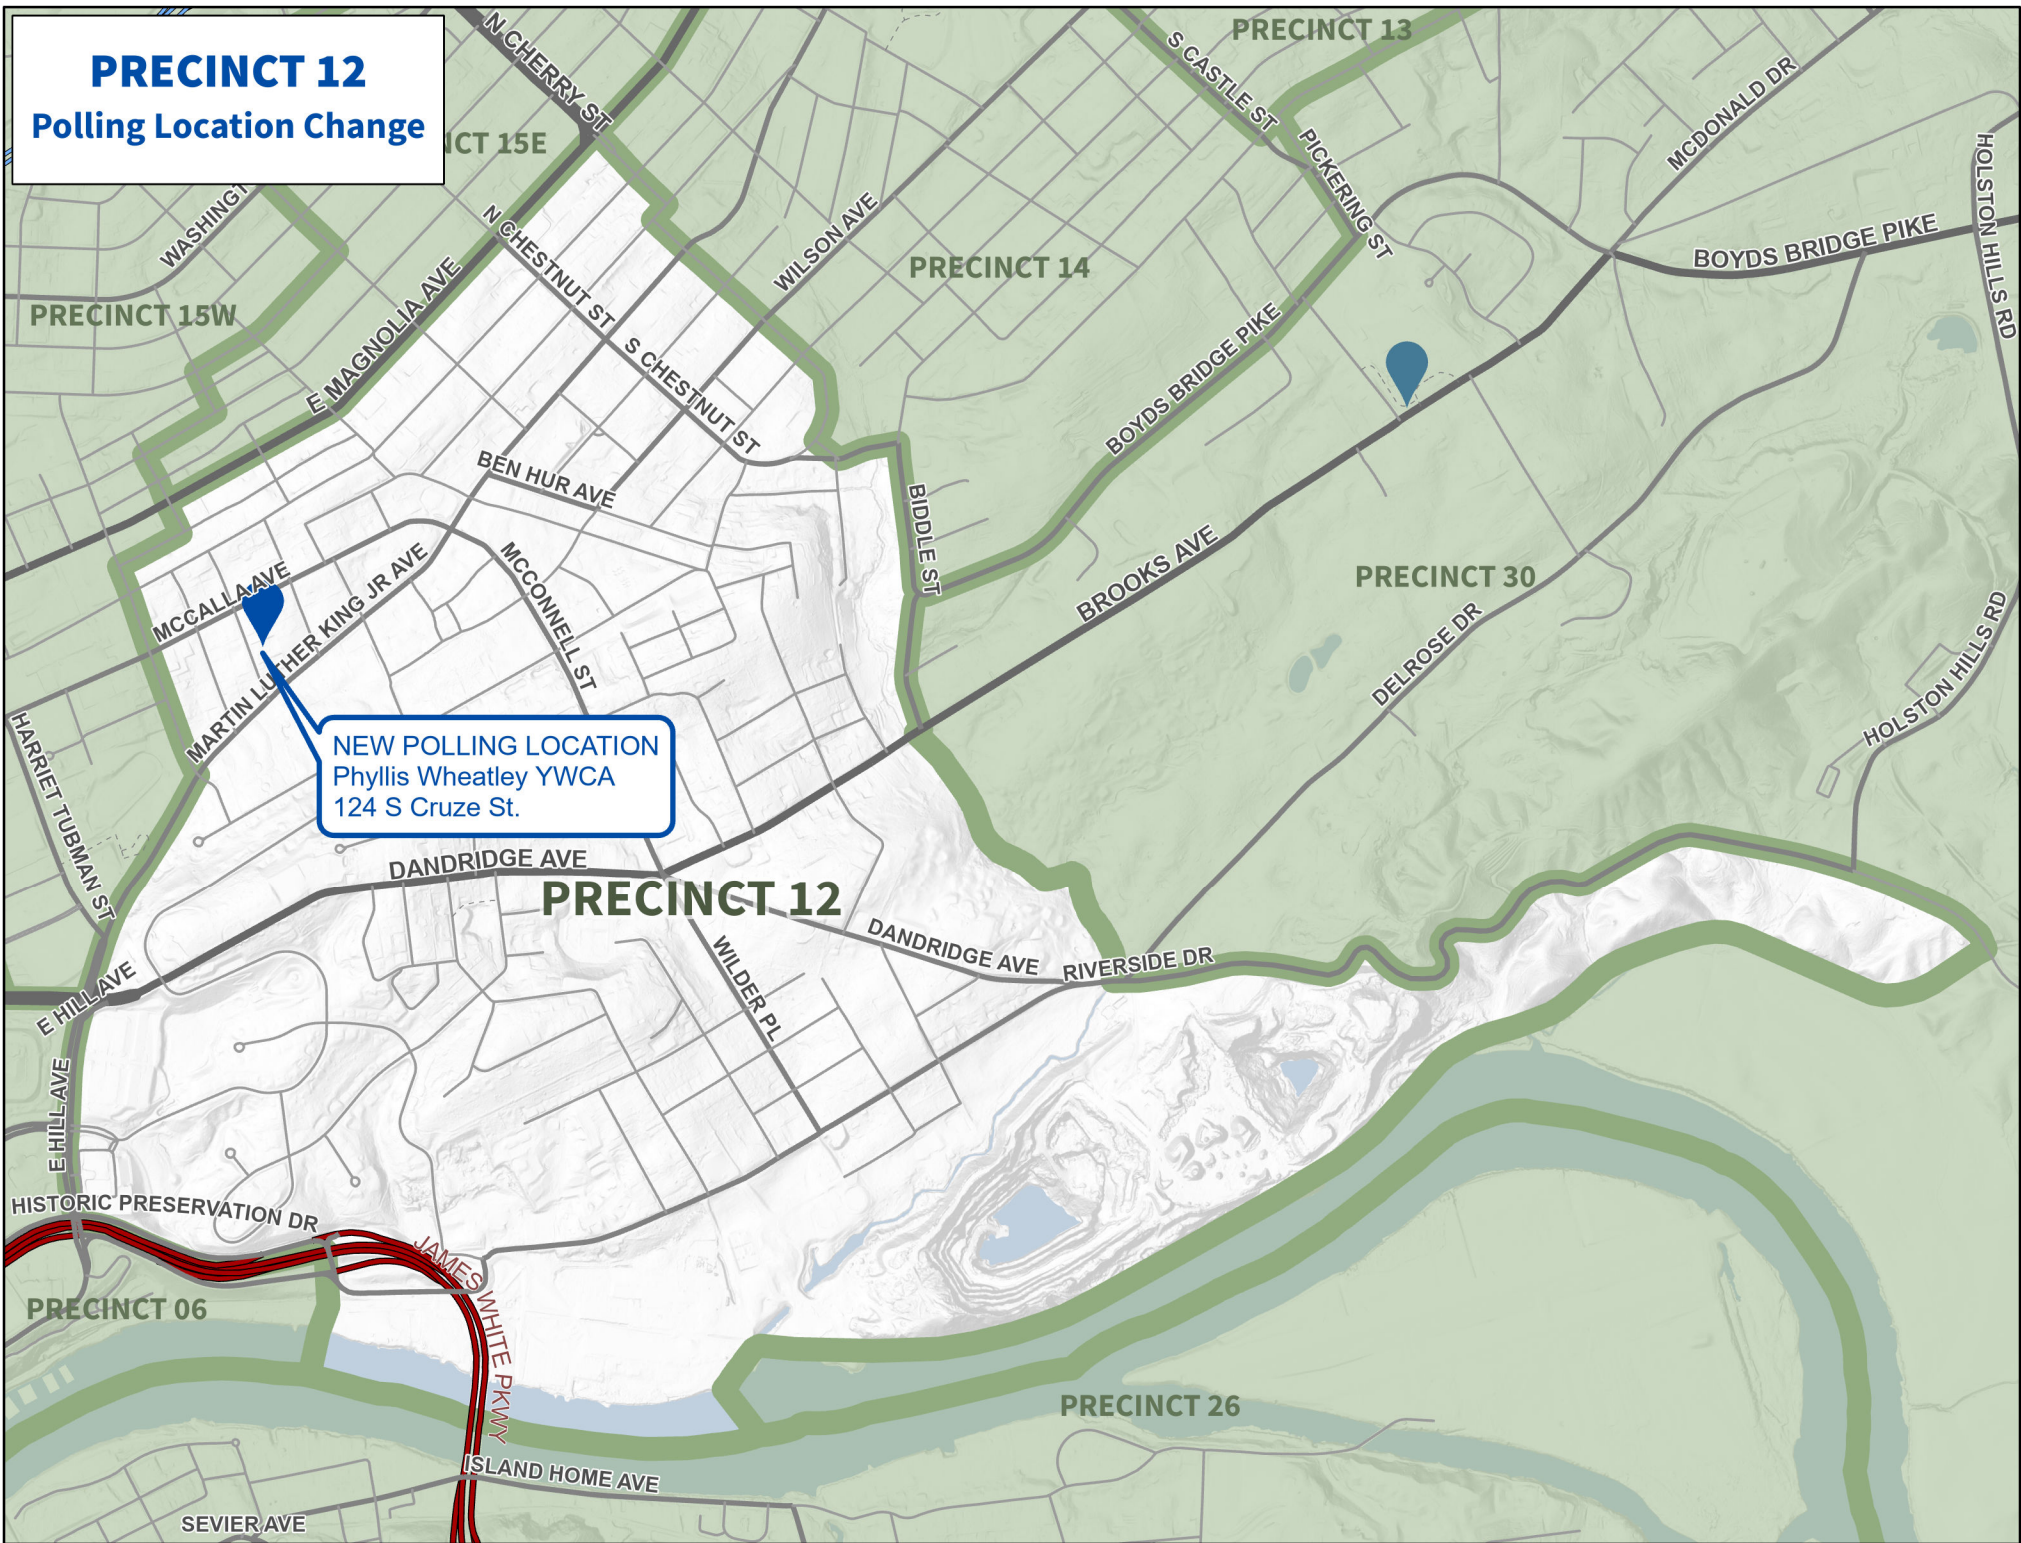 PRECINCT 12
Polling Location Change
N CHERRY ST
S CASTLE ST
PRECINCT 13
MCDONALD DR
NCT 15E
PICKERING ST
HOLSTON HILLS RD
WASHINGT
N CHESTNUT ST
WILSON AVE
PRECINCT 14
BOYDS BRIDGE PIKE
PRECINCT 15W
E MAGNOLIA AVE
S CHESTNUT ST
BOYDS BRIDGE PIKE
BEN HUR AVE
BIDDLE ST
BROOKS AVE
PRECINCT 30
MCCALLA AVE
MARTIN LUTHER KING JR AVE
MCCONNELL ST
DELROSE DR
HOLSTON HILLS RD
HARRIET TUBMAN ST
NEW POLLING LOCATION
Phyllis Wheatley YWCA
124 S Cruze St.
DANDRIDGE AVE
PRECINCT 12
DANDRIDGE AVE
RIVERSIDE DR
WILDER PL
E HILL AVE
E HILL AVE
HISTORIC PRESERVATION DR
JAMES WHITE PKWY
PRECINCT 06
PRECINCT 26
ISLAND HOME AVE
SEVIER AVE